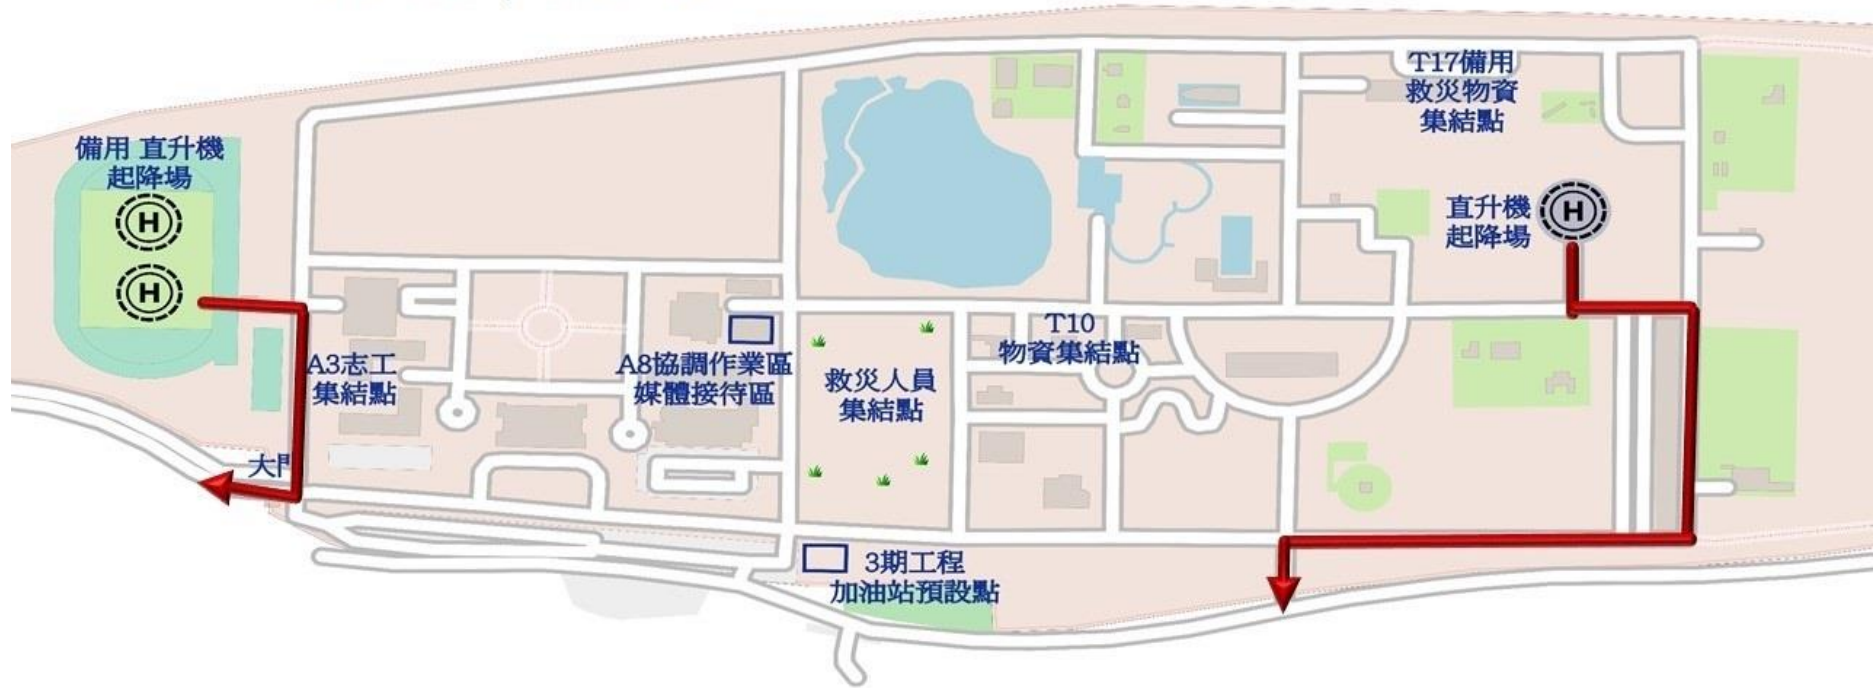 備用 直升機
起降場
H
H
T17備用
救災物資
集結點
直升機
起降場
H
A3志工
集結點
A8協調作業區
媒體接待區
救災人員
集結點
T10
物資集結點
大門
3期工程
加油站預設點